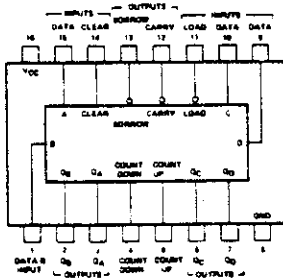 INPUTS OUTPUTS INPUTS
DATA CLEAR BORROW CARRY LOAD DATA DATA
16 15 14 13 12 11 10 9
VCC
A CLEAR CARRY LOAD C
BORROW
B D
COUNT COUNT
QB QA DOWN UP QC QD
GND
1 2 3 4 5 6 7 8
DATA B QB QA COUNT COUNT QC QD
INPUT DOWN UP
OUTPUTS OUTPUTS